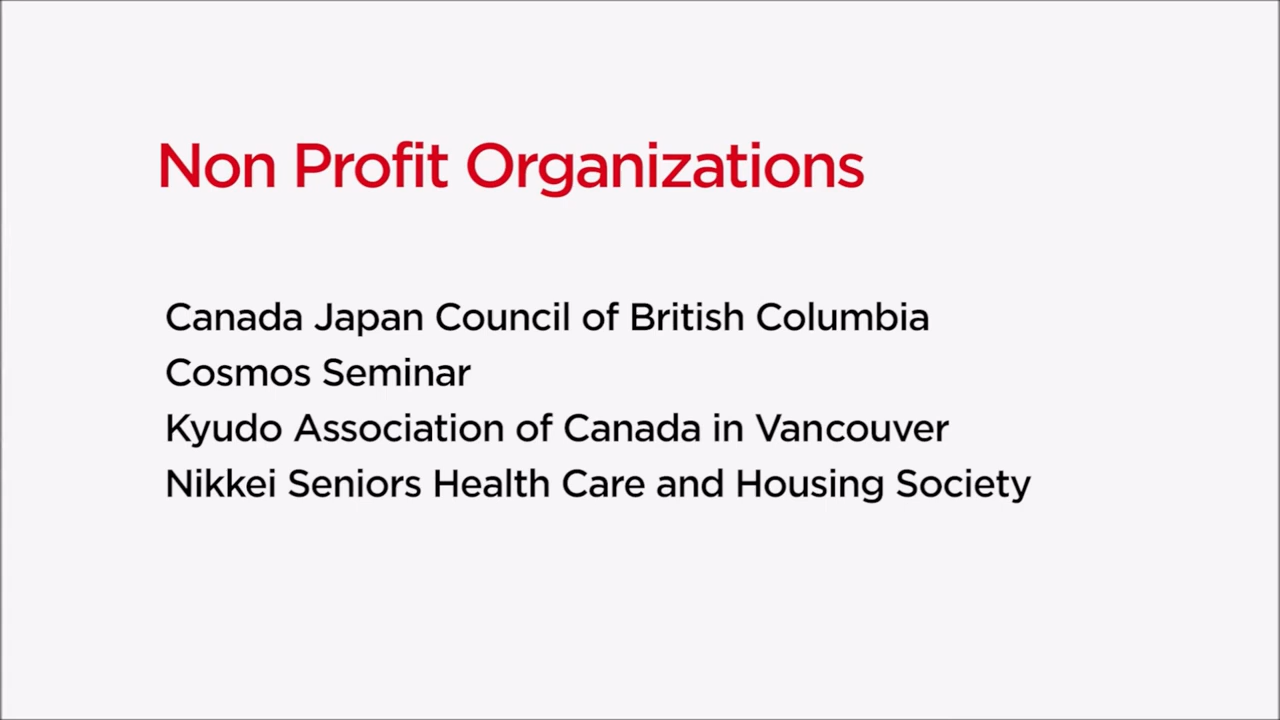 Non Profit Organizations
Canada Japan Council of British Columbia
Cosmos Seminar
Kyudo Association of Canada in Vancouver
Nikkei Seniors Health Care and Housing Society